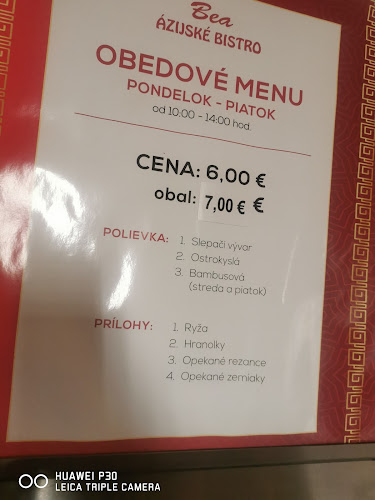 Bea
ÁZIJSKÉ BISTRO
OBEDOVÉ MENU
PONDELOK - PIATOK
od 10:00 - 14:00 hod.
CENA: 6,00 €
obal: 7,00 € €
POLIEVKA: 1. Slepačí vývar
2. Ostrokyslá
3. Bambusová
(streda a piatok)
PRÍLOHY: 1. Ryža
2. Hranolky
3. Opekané rezance
4. Opekané zemiaky
HUAWEI P30
LEICA TRIPLE CAMERA